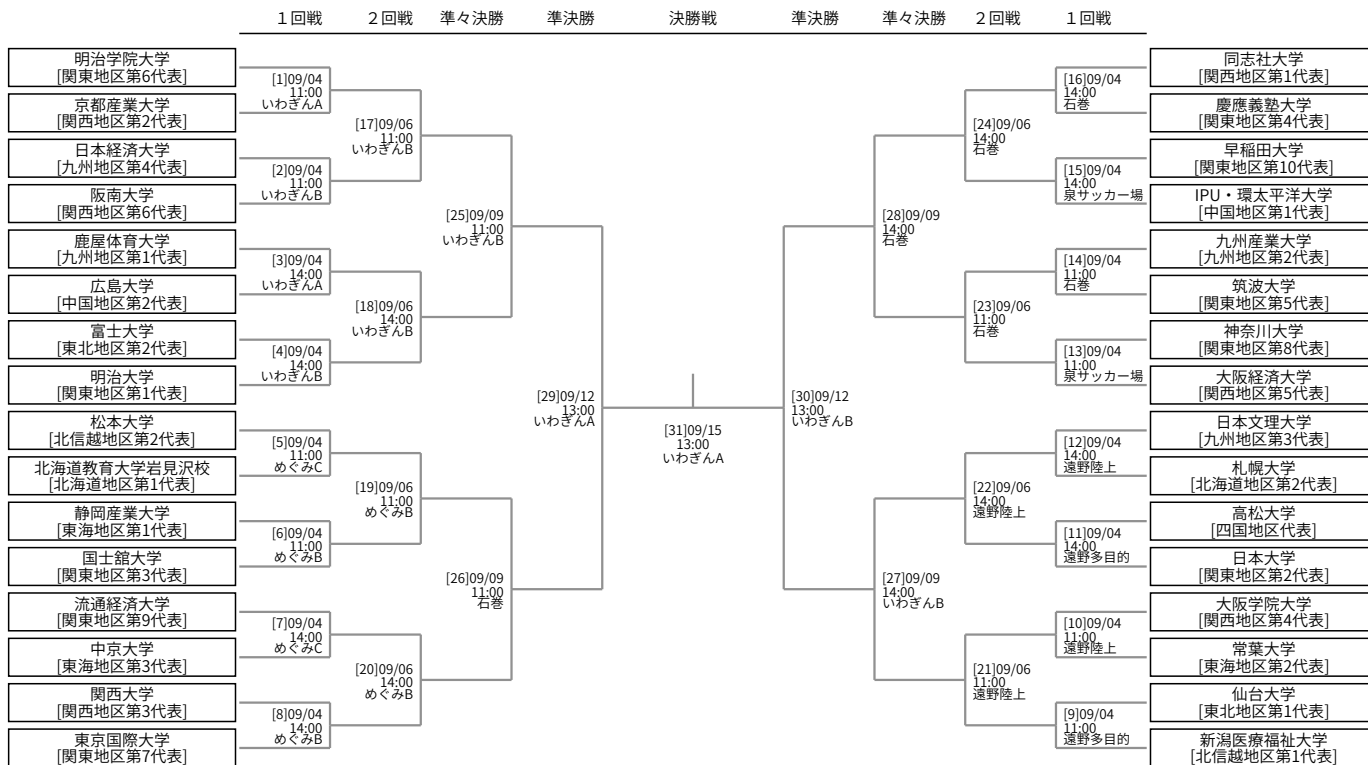 １回戦
２回戦
準々決勝
準決勝
決勝戦
準決勝
準々決勝
２回戦
１回戦
明治学院大学
[関東地区第6代表]
京都産業大学
[関西地区第2代表]
日本経済大学
[九州地区第4代表]
阪南大学
[関西地区第6代表]
鹿屋体育大学
[九州地区第1代表]
広島大学
[中国地区第2代表]
富士大学
[東北地区第2代表]
明治大学
[関東地区第1代表]
松本大学
[北信越地区第2代表]
北海道教育大学岩見沢校
[北海道地区第1代表]
静岡産業大学
[東海地区第1代表]
国士舘大学
[関東地区第3代表]
流通経済大学
[関東地区第9代表]
中京大学
[東海地区第3代表]
関西大学
[関西地区第3代表]
東京国際大学
[関東地区第7代表]
[1]09/04
11:00
いわぎんA
[2]09/04
11:00
いわぎんB
[3]09/04
14:00
いわぎんA
[4]09/04
14:00
いわぎんB
[5]09/04
11:00
めぐみC
[6]09/04
11:00
めぐみB
[7]09/04
14:00
めぐみC
[8]09/04
14:00
めぐみB
[17]09/06
11:00
いわぎんB
[18]09/06
14:00
いわぎんB
[19]09/06
11:00
めぐみB
[20]09/06
14:00
めぐみB
[25]09/09
11:00
いわぎんB
[26]09/09
11:00
石巻
[29]09/12
13:00
いわぎんA
[31]09/15
13:00
いわぎんA
[30]09/12
13:00
いわぎんB
[28]09/09
14:00
石巻
[27]09/09
14:00
いわぎんB
[24]09/06
14:00
石巻
[23]09/06
11:00
石巻
[22]09/06
14:00
遠野陸上
[21]09/06
11:00
遠野陸上
[16]09/04
14:00
石巻
[15]09/04
14:00
泉サッカー場
[14]09/04
11:00
石巻
[13]09/04
11:00
泉サッカー場
[12]09/04
14:00
遠野陸上
[11]09/04
14:00
遠野多目的
[10]09/04
11:00
遠野陸上
[9]09/04
11:00
遠野多目的
同志社大学
[関西地区第1代表]
慶應義塾大学
[関東地区第4代表]
早稲田大学
[関東地区第10代表]
IPU・環太平洋大学
[中国地区第1代表]
九州産業大学
[九州地区第2代表]
筑波大学
[関東地区第5代表]
神奈川大学
[関東地区第8代表]
大阪経済大学
[関西地区第5代表]
日本文理大学
[九州地区第3代表]
札幌大学
[北海道地区第2代表]
高松大学
[四国地区代表]
日本大学
[関東地区第2代表]
大阪学院大学
[関西地区第4代表]
常葉大学
[東海地区第2代表]
仙台大学
[東北地区第1代表]
新潟医療福祉大学
[北信越地区第1代表]